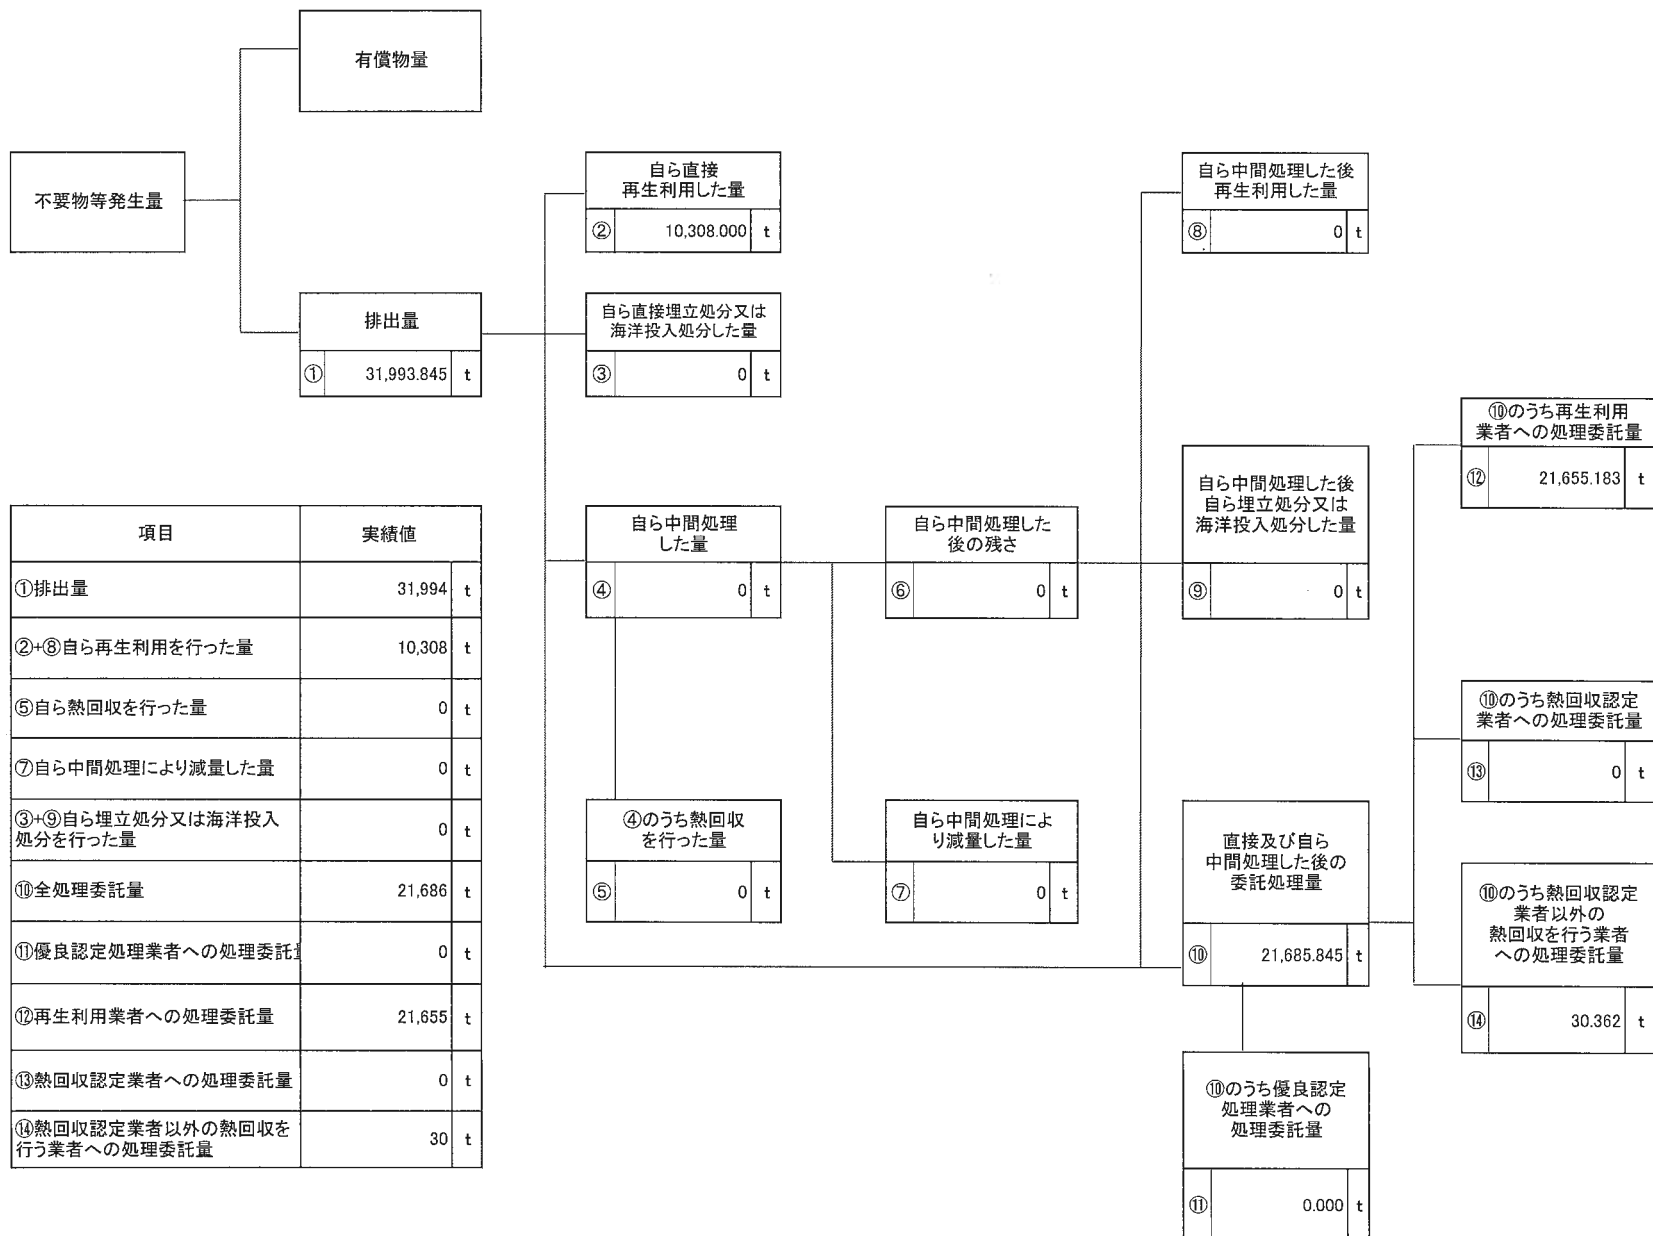 有償物量
不要物等発生量
排出量
① 31,993.845 t
自ら直接
再生利用した量
② 10,308.000 t
自ら直接埋立処分又は
海洋投入処分した量
③ 0 t
自ら中間処理
した量
④ 0 t
④のうち熱回収
を行った量
⑤ 0 t
自ら中間処理した
後の残さ
⑥ 0 t
自ら中間処理によ
り減量した量
⑦ 0 t
自ら中間処理した後
再生利用した量
⑧ 0 t
自ら中間処理した後
自ら埋立処分又は
海洋投入処分した量
⑨ 0 t
直接及び自ら
中間処理した後の
委託処理量
⑩ 21,685.845 t
⑩のうち優良認定
処理業者への
処理委託量
⑪ 0.000 t
⑩のうち再生利用
業者への処理委託量
⑫ 21,655.183 t
⑩のうち熱回収認定
業者への処理委託量
⑬ 0 t
⑩のうち熱回収認定
業者以外の
熱回収を行う業者
への処理委託量
⑭ 30.362 t
項目 実績値
①排出量 31,994 t
②+⑧自ら再生利用を行った量 10,308 t
⑤自ら熱回収を行った量 0 t
⑦自ら中間処理により減量した量 0 t
③+⑨自ら埋立処分又は海洋投入
処分を行った量 0 t
⑩全処理委託量 21,686 t
⑪優良認定処理業者への処理委託 0 t
⑫再生利用業者への処理委託量 21,655 t
⑬熱回収認定業者への処理委託量 0 t
⑭熱回収認定業者以外の熱回収を
行う業者への処理委託量 30 t